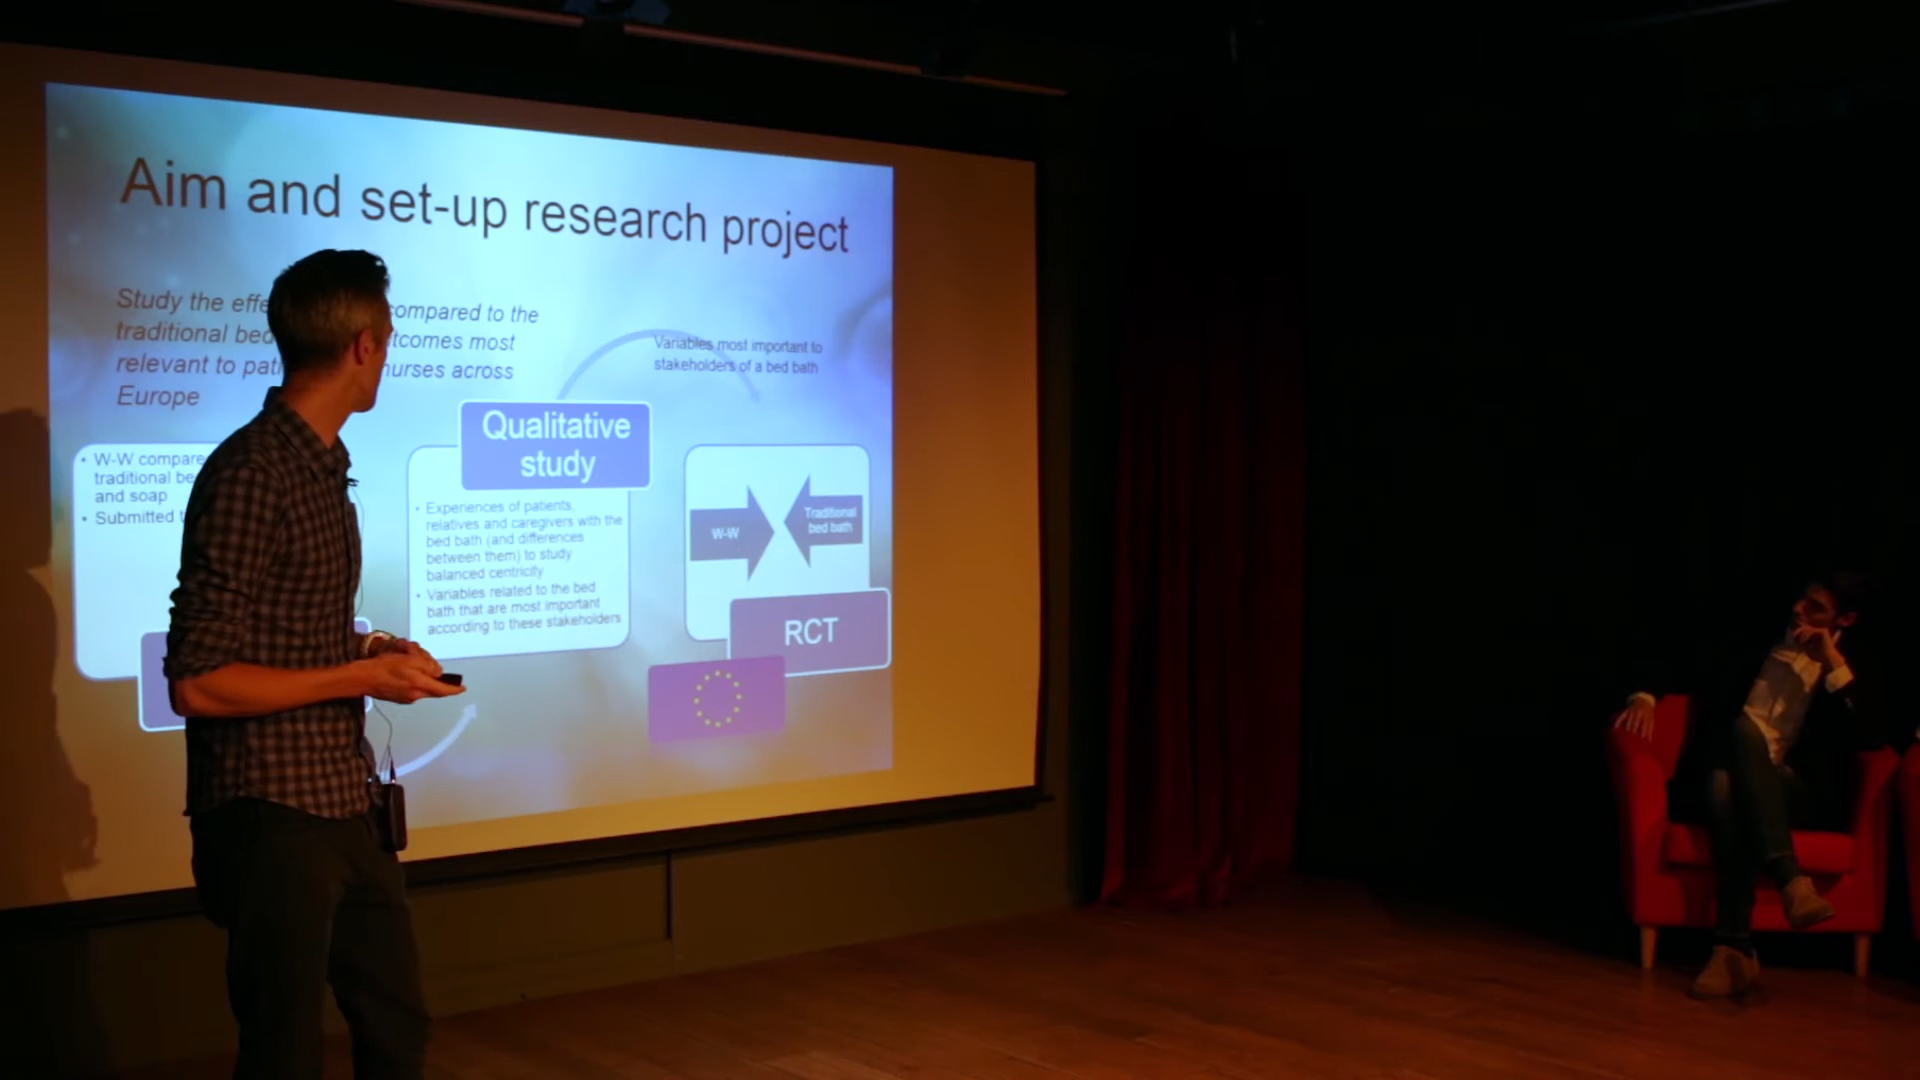 Aim and set-up research project
Study the effe compared to the
traditional bed tcomes most
relevant to pati nurses across
Europe
Variables most important to
stakeholders of a bed bath
• W-W compare
traditional be
and soap
• Submitted t
Qualitative
study
• Experiences of patients,
relatives and caregivers with the
bed bath (and differences
between them) to study
balanced centricity
• Variables related to the bed
bath that are most important
according to these stakeholders
W-W
Traditional
bed bath
RCT